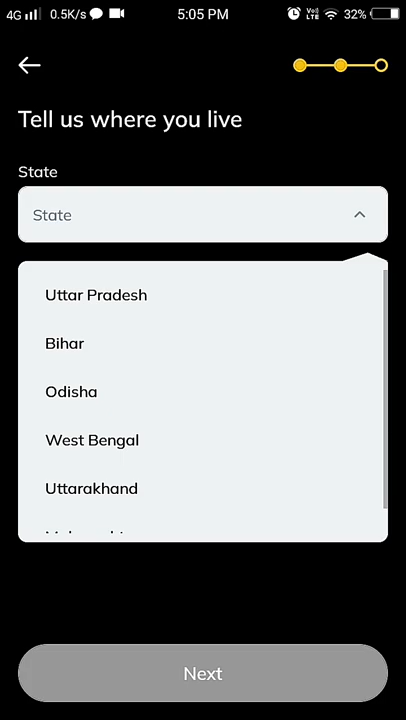 4G 0.5K/s 5:05 PM VoLTE 32%
Tell us where you live
State
State
Uttar Pradesh
Bihar
Odisha
West Bengal
Uttarakhand
Next